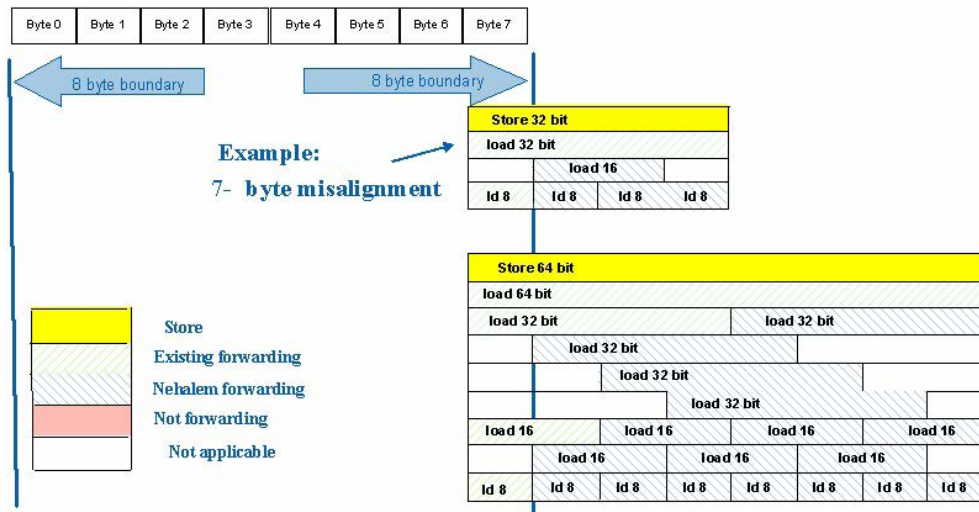 Byte 0 Byte 1 Byte 2 Byte 3 Byte 4 Byte 5 Byte 6 Byte 7
8 byte boundary 8 byte boundary
Store 32 bit
Example:
load 32 bit
7- byte misalignment
load 16
ld 8 ld 8 ld 8 ld 8
Store 64 bit
load 64 bit
load 32 bit load 32 bit
load 32 bit
load 32 bit
load 32 bit
load 16 load 16 load 16 load 16
load 16 load 16 load 16
ld 8 ld 8 ld 8 ld 8 ld 8 ld 8 ld 8 ld 8
Store
Existing forwarding
Nehalem forwarding
Not forwarding
Not applicable